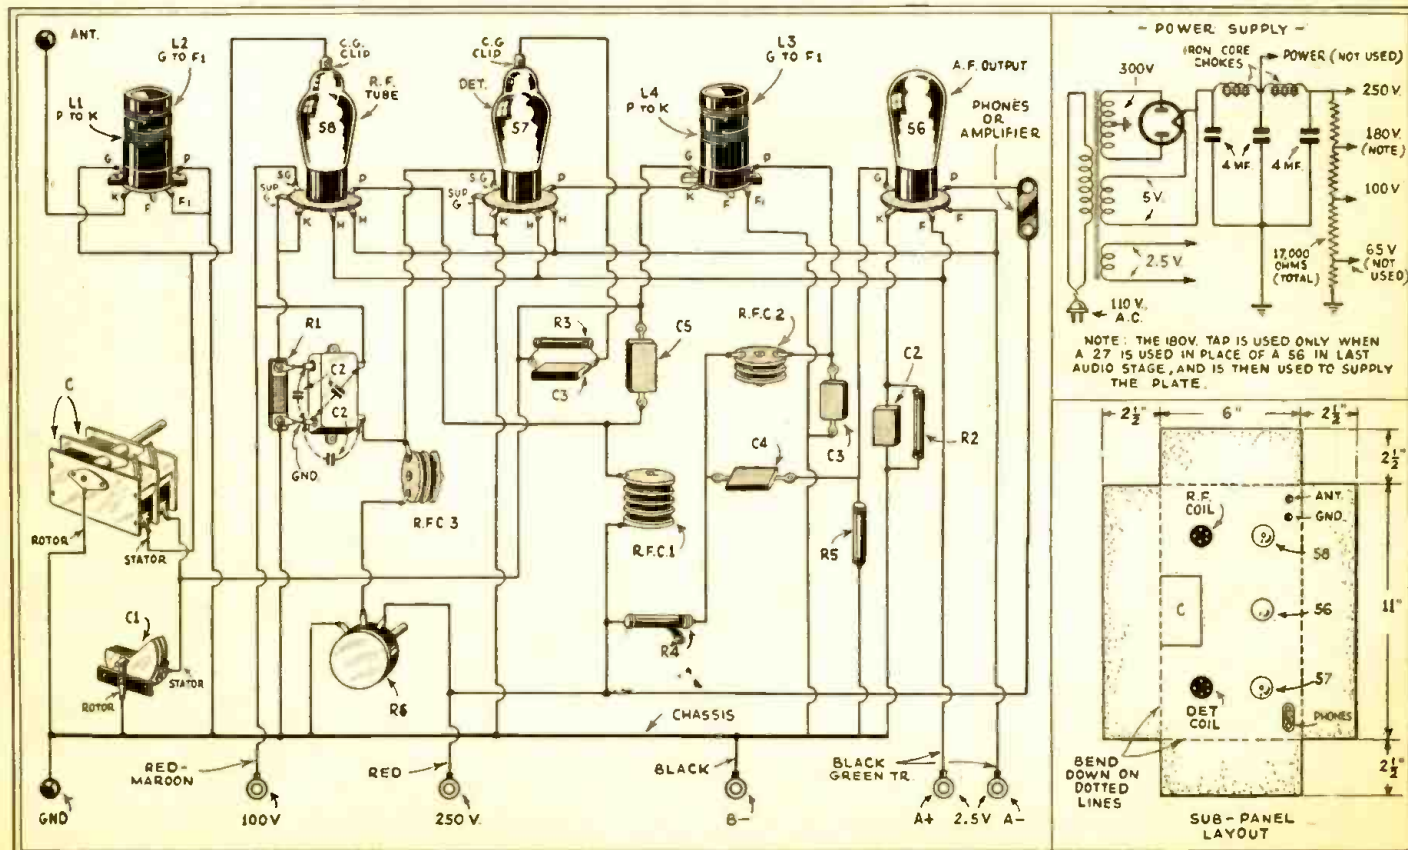 ANT.
L2
G TO F1
L1
P TO K
C.G.
CLIP
R.F.
TUBE
58
C.G.
CLIP
DET.
57
L3
G TO F1
L4
P TO K
A.F. OUTPUT
56
PHONES
OR
AMPLIFIER
G
P
K
F
F1
SG
SUP
G
P
K
H
H
SG
SUP
G
P
K
H
H
G
P
K
F
F1
G
P
K
F
F
R1
C2
C2
GND.
R.F.C.3
R3
C3
C5
R.F.C.2
C3
C2
R2
C4
R.F.C.1
R5
R4
C
ROTOR
STATOR
C1
STATOR
ROTOR
R6
CHASSIS
RED-
MAROON
RED
BLACK
BLACK
GREEN TR.
GND
100V
250 V.
B-
A+ 2.5V A-
- POWER SUPPLY -
IRON CORE
CHOKES
POWER (NOT USED)
300V
250 V.
180V.
(NOTE)
4 MF.
4 MF.
100 V
5V.
2.5 V.
17,000
OHMS
(TOTAL)
65 V
(NOT
USED)
110 V.
A.C.
NOTE: THE 180V. TAP IS USED ONLY WHEN
A 27 IS USED IN PLACE OF A 56 IN LAST
AUDIO STAGE, AND IS THEN USED TO SUPPLY
THE PLATE.
2½"
6"
2½"
2½"
R.F.
COIL
ANT.
GND.
58
C
56
11"
57
DET
COIL
PHONES
BEND
DOWN ON
DOTTED
LINES
2½"
SUB-PANEL
LAYOUT